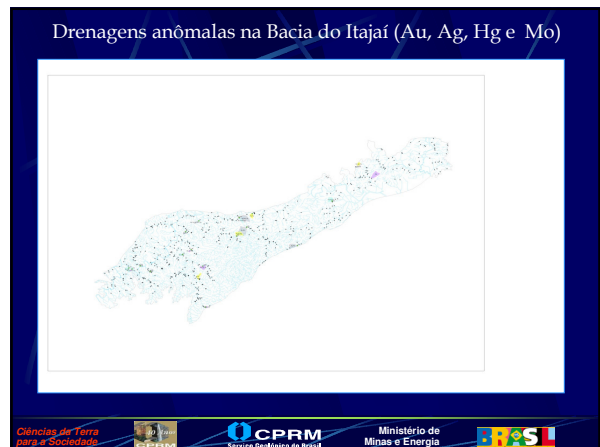 Drenagens anômalas na Bacia do Itajaí (Au, Ag, Hg e Mo)
Ciências da Terra
para a Sociedade
CPRM
CPRM
Serviço Geológico do Brasil
Ministério de
Minas e Energia
BRASIL